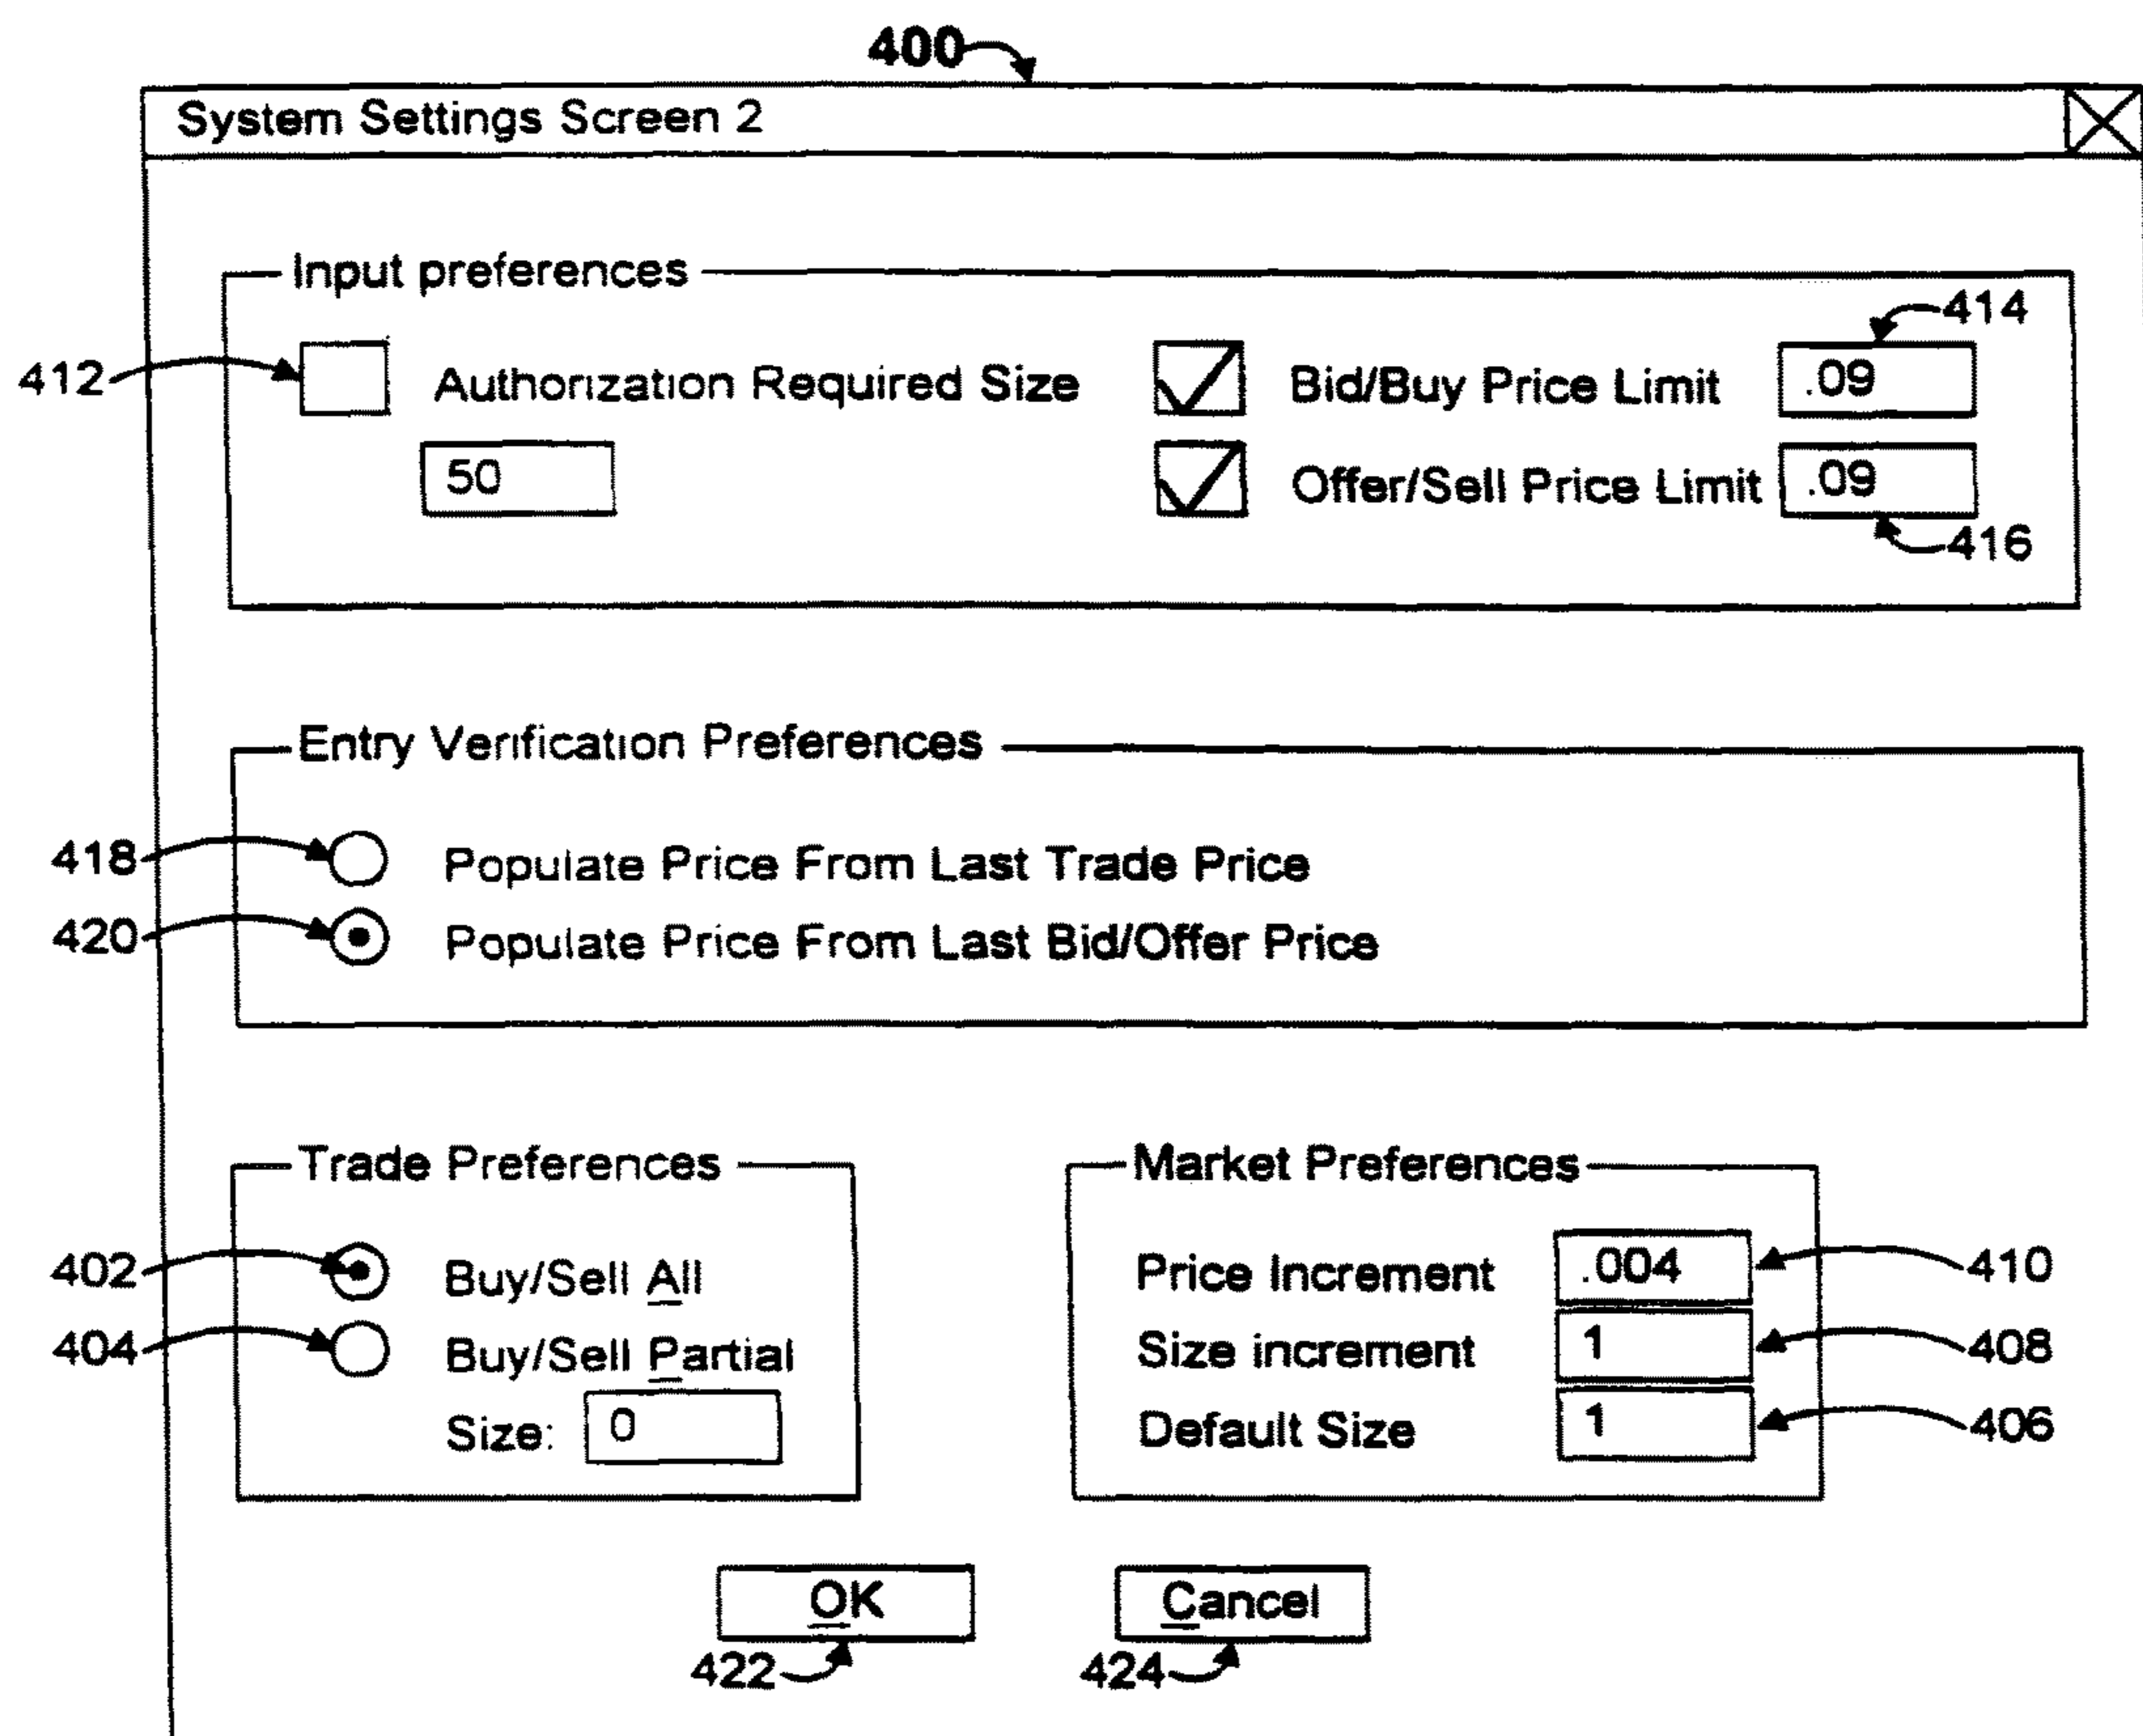 400
System Settings Screen 2
Input preferences
414
412 Authorization Required Size Bid/Buy Price Limit .09
50 Offer/Sell Price Limit .09
416
Entry Verification Preferences
418 Populate Price From Last Trade Price
420 Populate Price From Last Bid/Offer Price
Trade Preferences
402 Buy/Sell All
404 Buy/Sell Partial
Size: 0
Market Preferences
Price Increment .004 410
Size increment 1 408
Default Size 1 406
OK Cancel
422 424